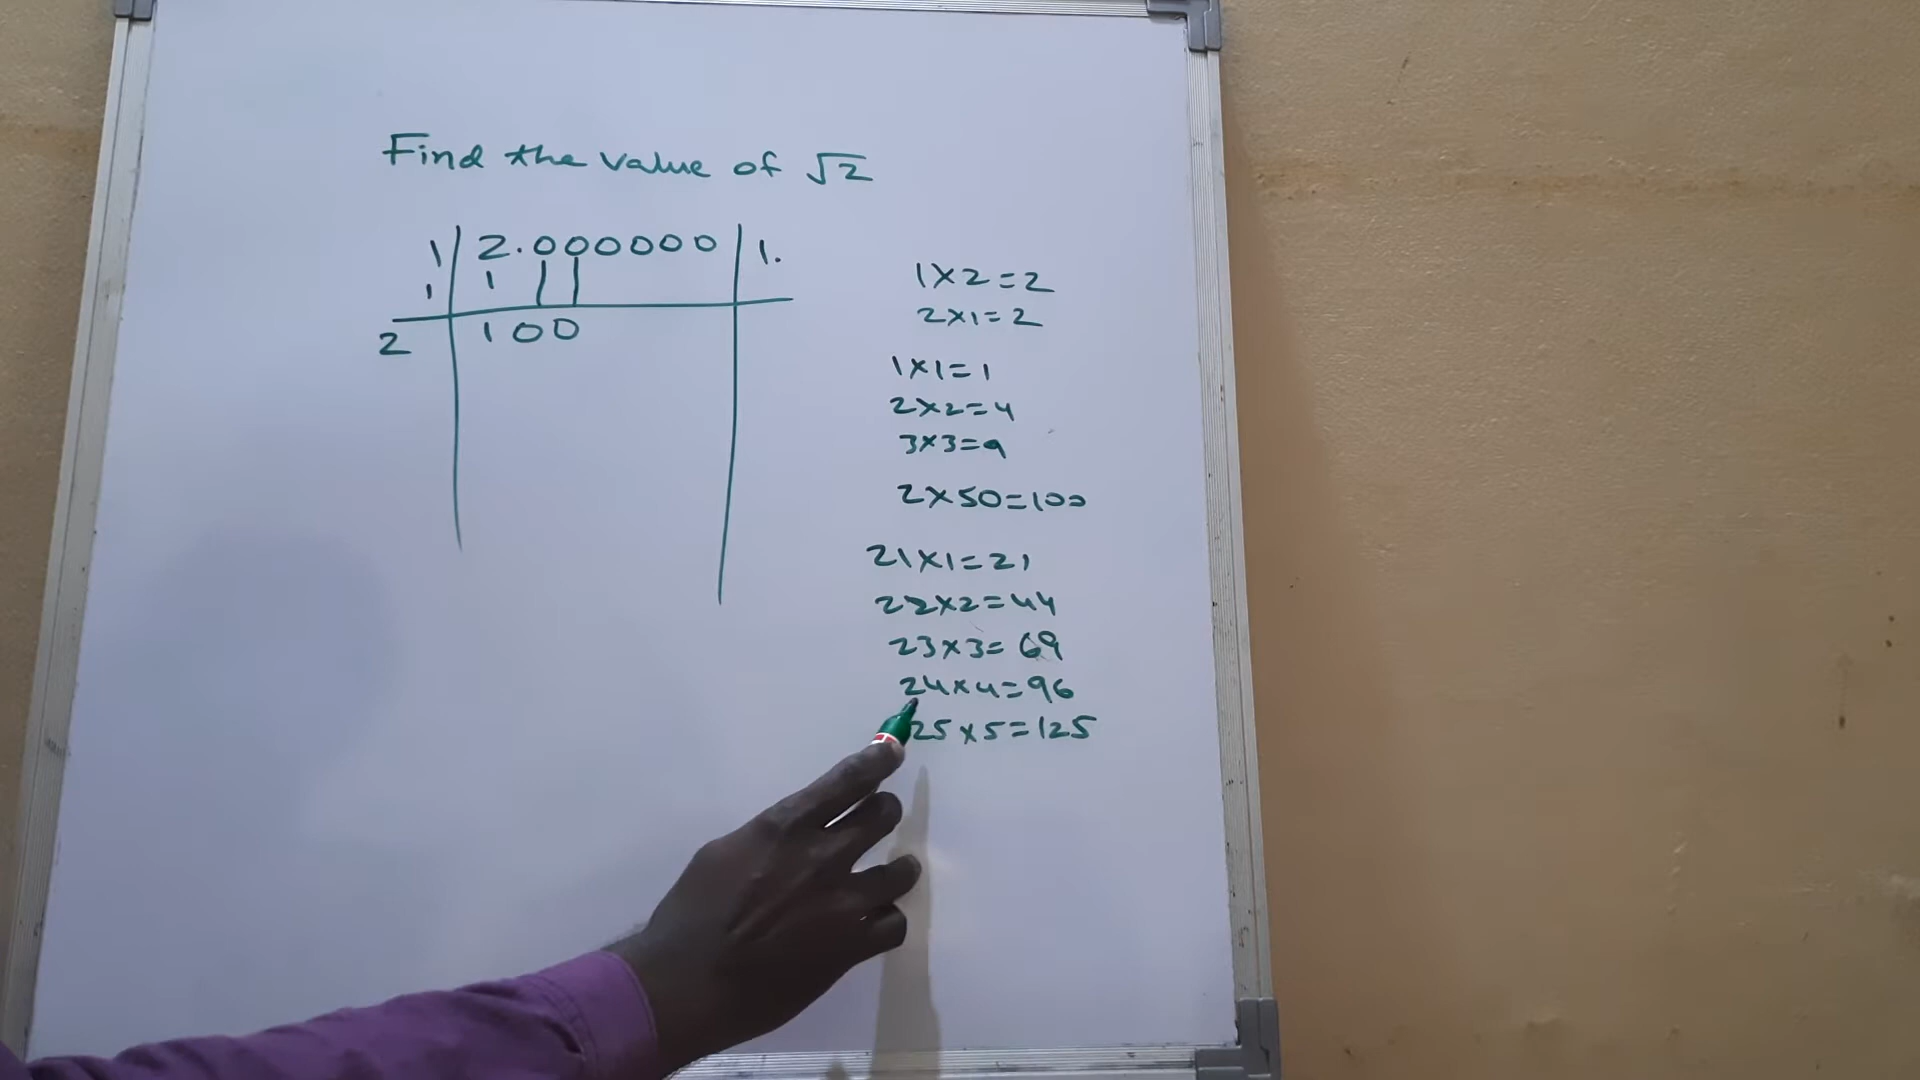 Find the value of √2
1 | 2.000000 | 1.
1 | 1
2 | 100
1×2=2
2×1=2
1×1=1
2×2=4
3×3=9
2×50=100
21×1=21
22×2=44
23×3=69
24×4=96
25×5=125